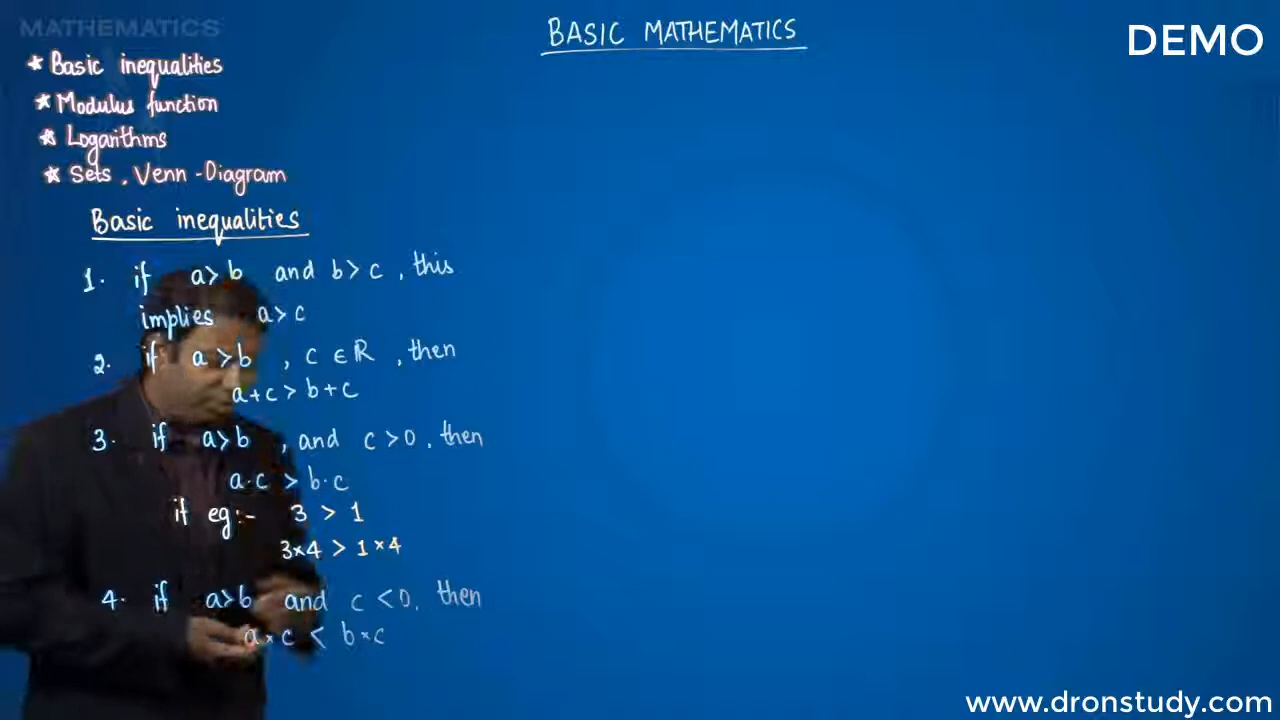 MATHEMATICS
BASIC MATHEMATICS
DEMO
* Basic inequalities
* Modulus function
* Logarithms
* Sets, Venn-Diagram
Basic inequalities
1. if a>b and b>c, this
implies a>c
2. if a>b, c∈ℝ, then
a+c > b+c
3. if a>b, and c>0, then
a·c > b·c
if eg:- 3 > 1
3×4 > 1×4
4. if a>b and c<0, then
a×c < b×c
www.dronstudy.com